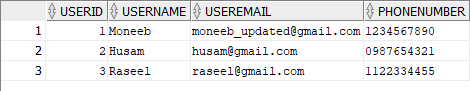 USERID USERNAME USEREMAIL PHONENUMBER
1 1 Moneeb moneeb_updated@gmail.com 1234567890
2 2 Husam husam@gmail.com 0987654321
3 3 Raseel raseel@gmail.com 1122334455